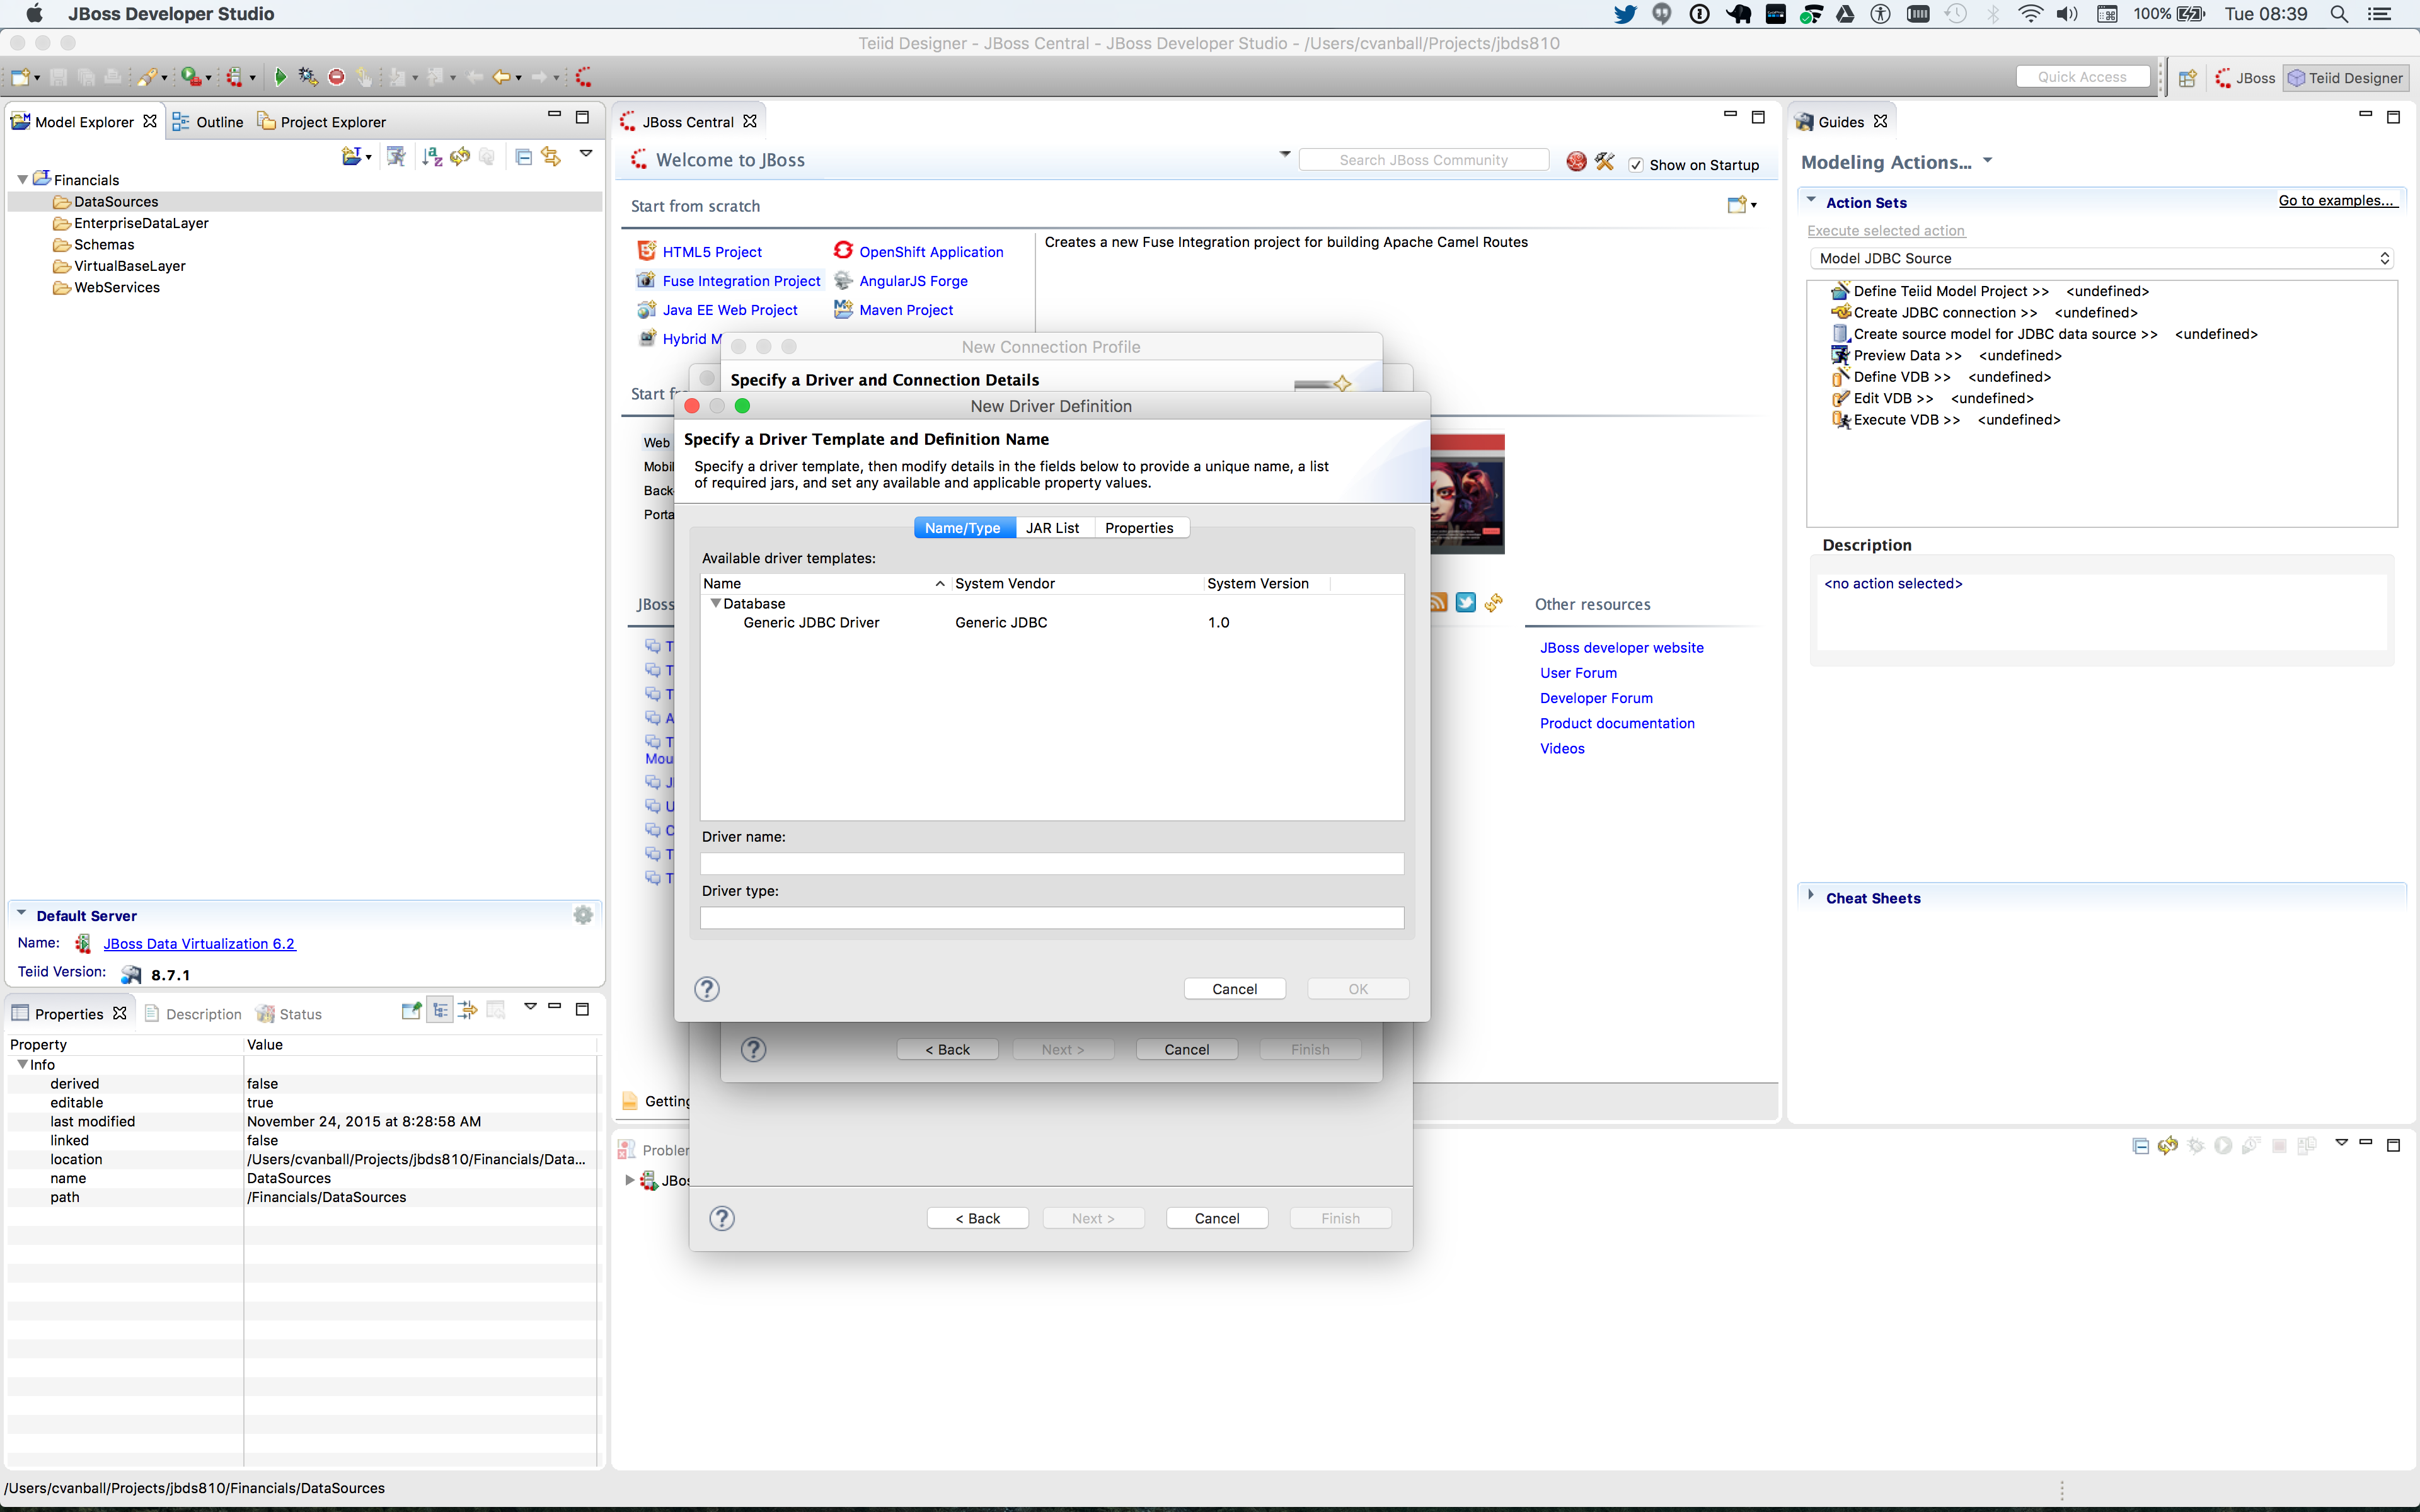 JBoss Developer Studio
100%
Tue 08:39
Teiid Designer - JBoss Central - JBoss Developer Studio - /Users/cvanball/Projects/jbds810
Quick Access
JBoss
Teiid Designer
Model Explorer
Outline
Project Explorer
Financials
DataSources
EnterpriseDataLayer
Schemas
VirtualBaseLayer
WebServices
Default Server
Name:
JBoss Data Virtualization 6.2
Teiid Version:
8.7.1
Properties
Description
Status
Property
Value
Info
derived
false
editable
true
last modified
November 24, 2015 at 8:28:58 AM
linked
false
location
/Users/cvanball/Projects/jbds810/Financials/Data...
name
DataSources
path
/Financials/DataSources
/Users/cvanball/Projects/jbds810/Financials/DataSources
JBoss Central
Welcome to JBoss
Search JBoss Community
Show on Startup
Start from scratch
HTML5 Project
OpenShift Application
Fuse Integration Project
AngularJS Forge
Java EE Web Project
Maven Project
Hybrid M
Creates a new Fuse Integration project for building Apache Camel Routes
Start fr
Web
Mobil
Back
Porta
JBoss
T
T
T
A
T
Mou
J
U
C
T
T
Other resources
JBoss developer website
User Forum
Developer Forum
Product documentation
Videos
Getting
Problem
JBos
New Connection Profile
Specify a Driver and Connection Details
New Driver Definition
Specify a Driver Template and Definition Name
Specify a driver template, then modify details in the fields below to provide a unique name, a list
of required jars, and set any available and applicable property values.
Name/Type
JAR List
Properties
Available driver templates:
Name
System Vendor
System Version
Database
Generic JDBC Driver
Generic JDBC
1.0
Driver name:
Driver type:
Cancel
OK
< Back
Next >
Cancel
Finish
< Back
Next >
Cancel
Finish
Guides
Modeling Actions...
Action Sets
Go to examples...
Execute selected action
Model JDBC Source
Define Teiid Model Project >> <undefined>
Create JDBC connection >> <undefined>
Create source model for JDBC data source >> <undefined>
Preview Data >> <undefined>
Define VDB >> <undefined>
Edit VDB >> <undefined>
Execute VDB >> <undefined>
Description
<no action selected>
Cheat Sheets